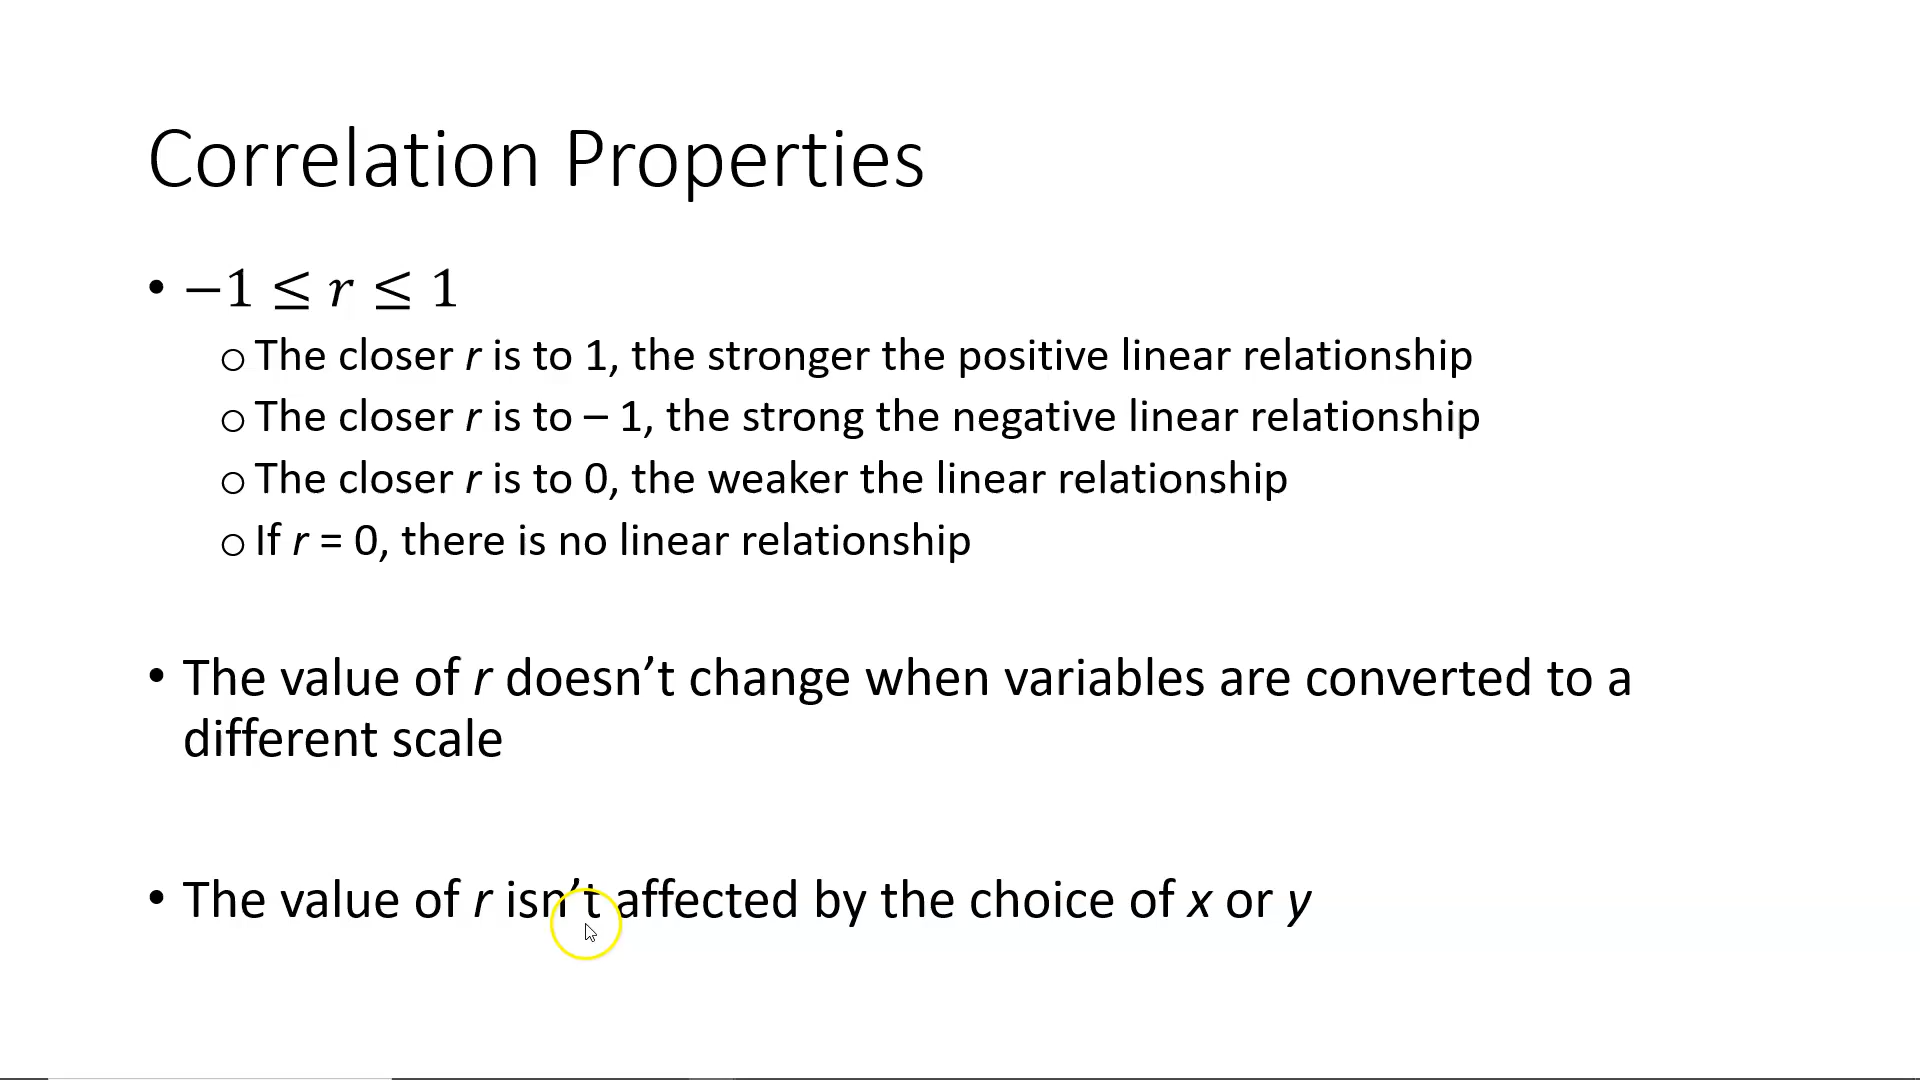 Correlation Properties
• −1 ≤ r ≤ 1
o The closer r is to 1, the stronger the positive linear relationship
o The closer r is to – 1, the strong the negative linear relationship
o The closer r is to 0, the weaker the linear relationship
o If r = 0, there is no linear relationship
• The value of r doesn’t change when variables are converted to a
different scale
• The value of r isn’t affected by the choice of x or y